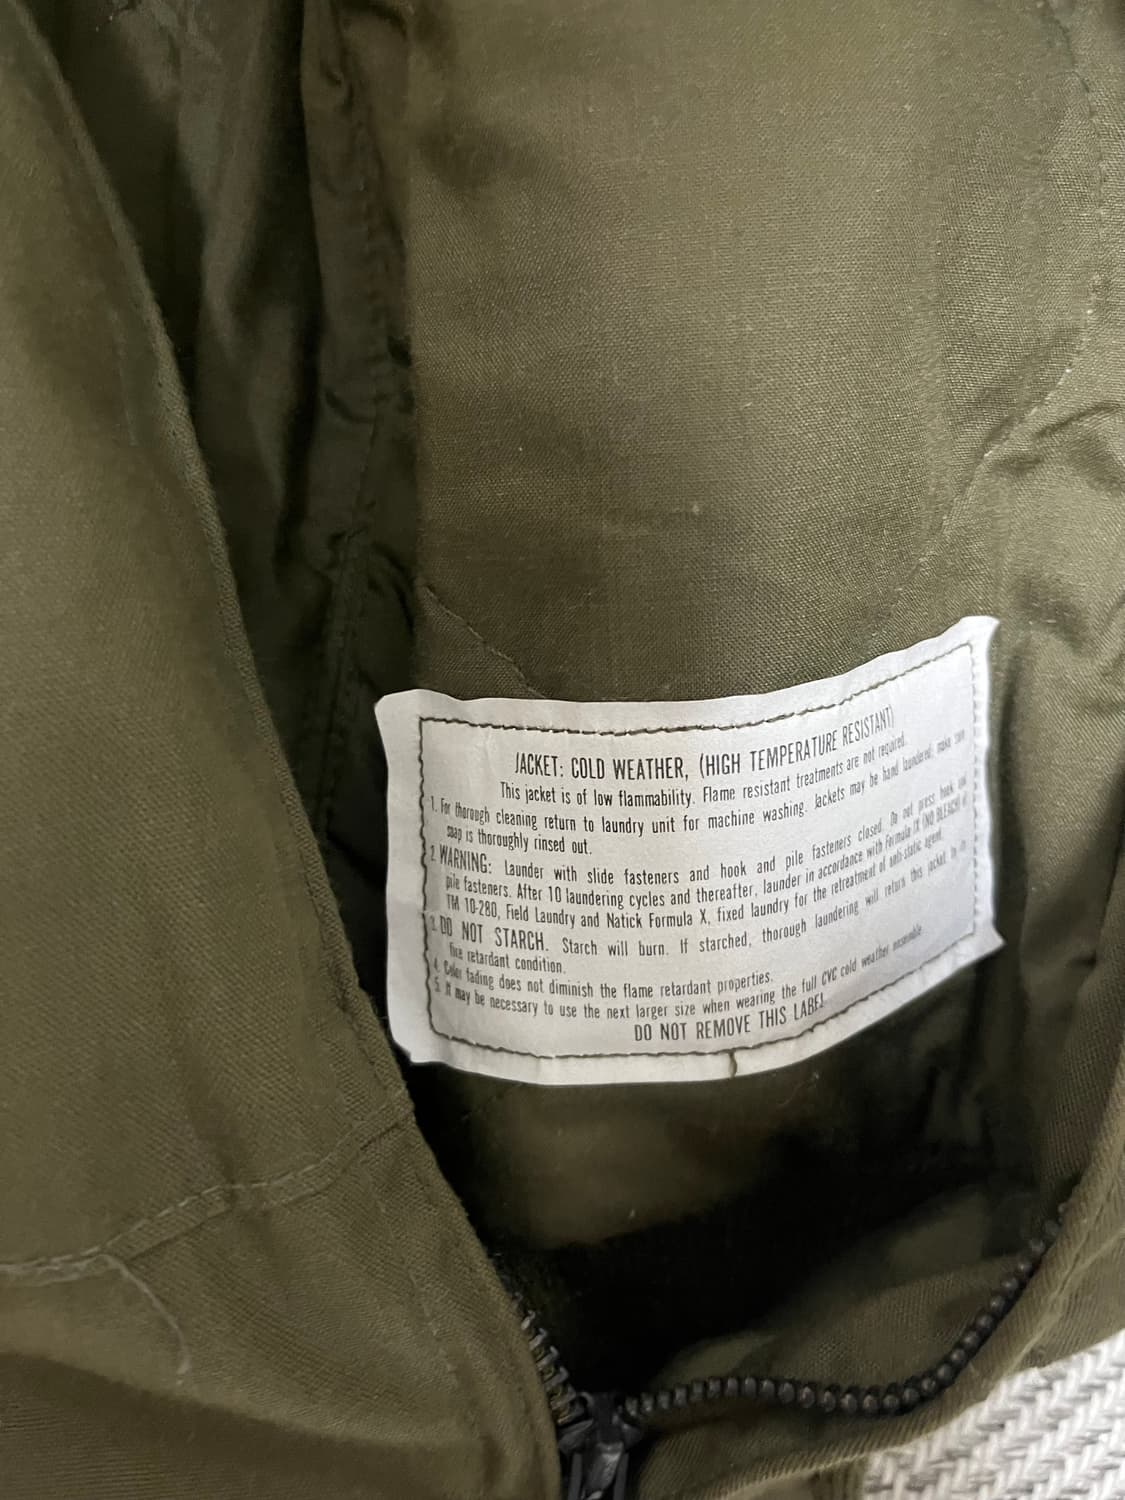 JACKET: COLD WEATHER, (HIGH TEMPERATURE RESISTANT)
This jacket is of low flammability. Flame resistant treatments are not required.
1. For thorough cleaning return to laundry unit for machine washing. Jackets may be hand laundered; make sure
soap is thoroughly rinsed out.
2. WARNING: Launder with slide fasteners and hook and pile fasteners closed. Do not press hook and
pile fasteners. After 10 laundering cycles and thereafter, launder in accordance with Formula IX (NO BLEACH) of
TM 10-280, Field Laundry and Natick Formula X, fixed laundry for the retreatment of anti-static agent.
3. DO NOT STARCH. Starch will burn. If starched, thorough laundering will return this jacket to its
fire retardant condition.
4. Color fading does not diminish the flame retardant properties.
5. It may be necessary to use the next larger size when wearing the full CVC cold weather ensemble.
DO NOT REMOVE THIS LABEL